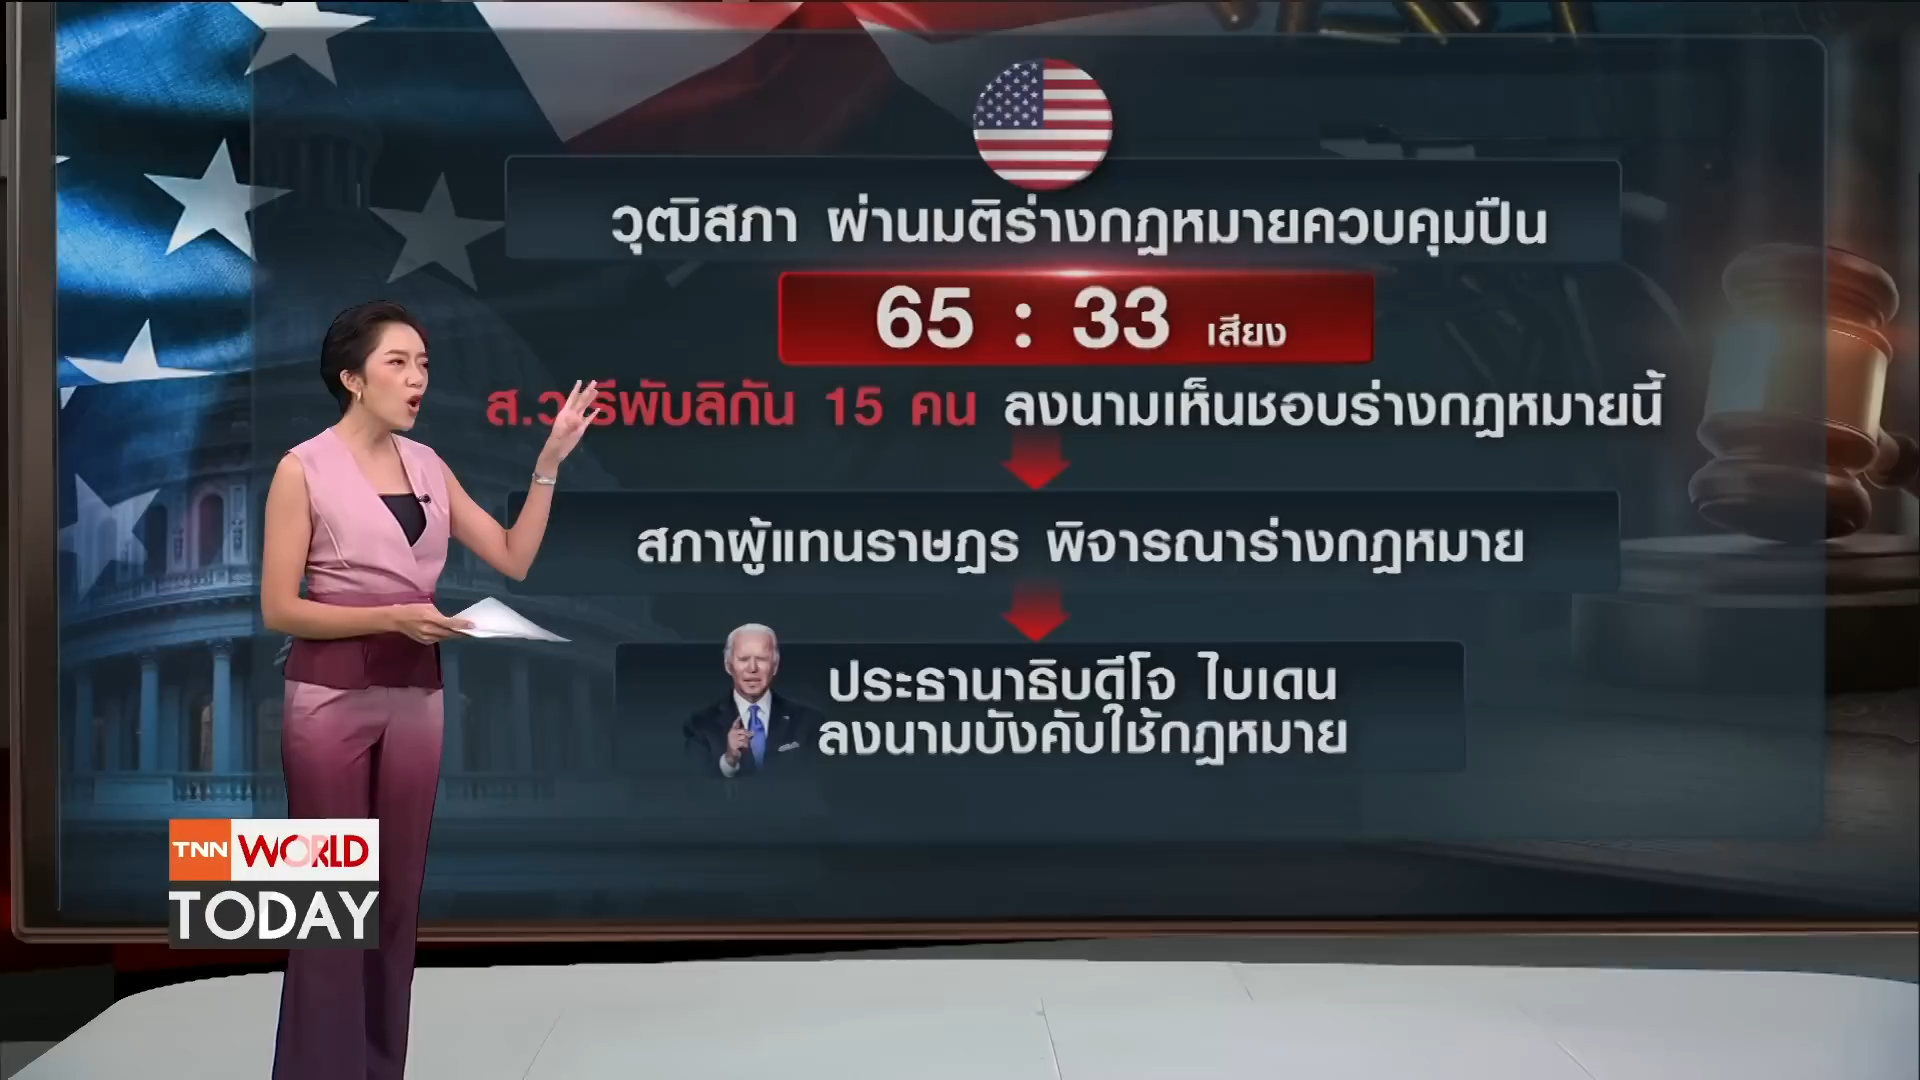 วุฒิสภา ผ่านมติร่างกฎหมายควบคุมปืน
65 : 33 เสียง
ส.ว.รีพับลิกัน 15 คน ลงนามเห็นชอบร่างกฎหมายนี้
สภาผู้แทนราษฎร พิจารณาร่างกฎหมาย
ประธานาธิบดีโจ ไบเดน
ลงนามบังคับใช้กฎหมาย
TNN WORLD
TODAY